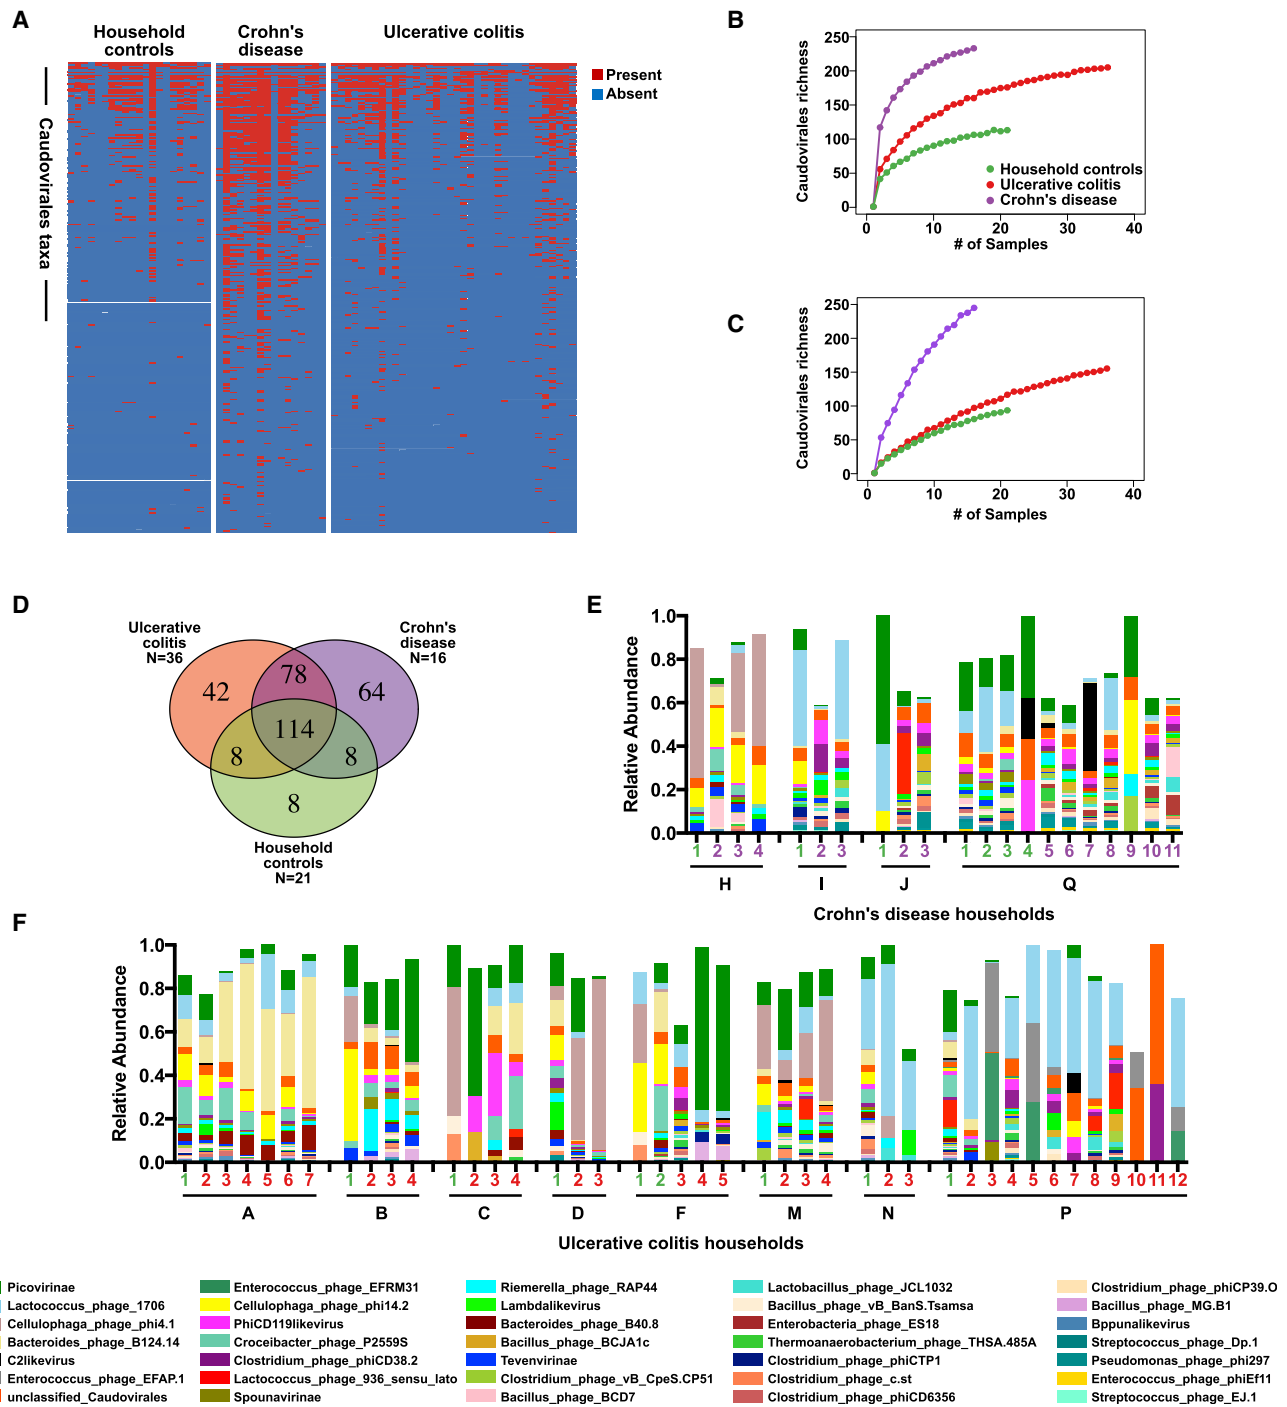 A
Household
controls
Crohn's
disease
Ulcerative colitis
Present
Absent
Caudovirales taxa
B
Caudovirales richness
250
200
150
100
50
0
Household controls
Ulcerative colitis
Crohn's disease
0 10 20 30 40
# of Samples
C
Caudovirales richness
250
200
150
100
50
0
0 10 20 30 40
# of Samples
D
Ulcerative
colitis
N=36
Crohn's
disease
N=16
42 78 64
114
8 8
8
Household
controls
N=21
E
Relative Abundance
1.0
0.8
0.6
0.4
0.2
0.0
1 2 3 4 1 2 3 1 2 3 1 2 3 4 5 6 7 8 9 10 11
H I J Q
Crohn's disease households
F
Relative Abundance
1.0
0.8
0.6
0.4
0.2
0.0
1 2 3 4 5 6 7 1 2 3 4 1 2 3 4 1 2 3 1 2 3 4 5 1 2 3 4 1 2 3 1 2 3 4 5 6 7 8 9 10 11 12
A B C D F M N P
Ulcerative colitis households
Picovirinae Enterococcus_phage_EFRM31 Riemerella_phage_RAP44 Lactobacillus_phage_JCL1032 Clostridium_phage_phiCP39.O
Lactococcus_phage_1706 Cellulophaga_phage_phi14.2 Lambdalikevirus Bacillus_phage_vB_BanS.Tsamsa Bacillus_phage_MG.B1
Cellulophaga_phage_phi4.1 PhiCD119likevirus Bacteroides_phage_B40.8 Enterobacteria_phage_ES18 Bppunalikevirus
Bacteroides_phage_B124.14 Croceibacter_phage_P2559S Bacillus_phage_BCJA1c Thermoanaerobacterium_phage_THSA.485A Streptococcus_phage_Dp.1
C2likevirus Clostridium_phage_phiCD38.2 Tevenvirinae Clostridium_phage_phiCTP1 Pseudomonas_phage_phi297
Enterococcus_phage_EFAP.1 Lactococcus_phage_936_sensu_lato Clostridium_phage_vB_CpeS.CP51 Clostridium_phage_c.st Enterococcus_phage_phiEf11
unclassified_Caudovirales Spounavirinae Bacillus_phage_BCD7 Clostridium_phage_phiCD6356 Streptococcus_phage_EJ.1